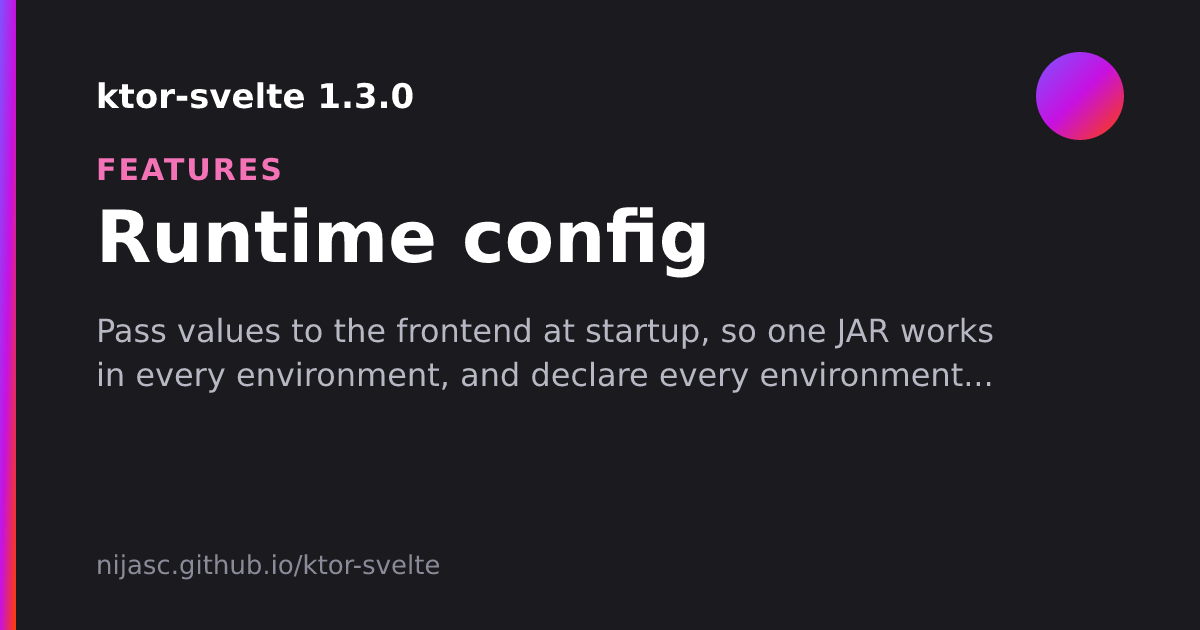 ktor-svelte 1.3.0
FEATURES
Runtime config
Pass values to the frontend at startup, so one JAR works
in every environment, and declare every environment...
nijasc.github.io/ktor-svelte